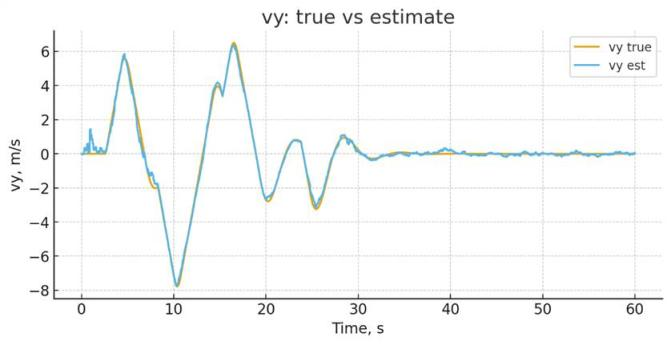 vy: true vs estimate
vy true
vy est
6
4
2
0
−2
−4
−6
−8
vy, m/s
0 10 20 30 40 50 60
Time, s